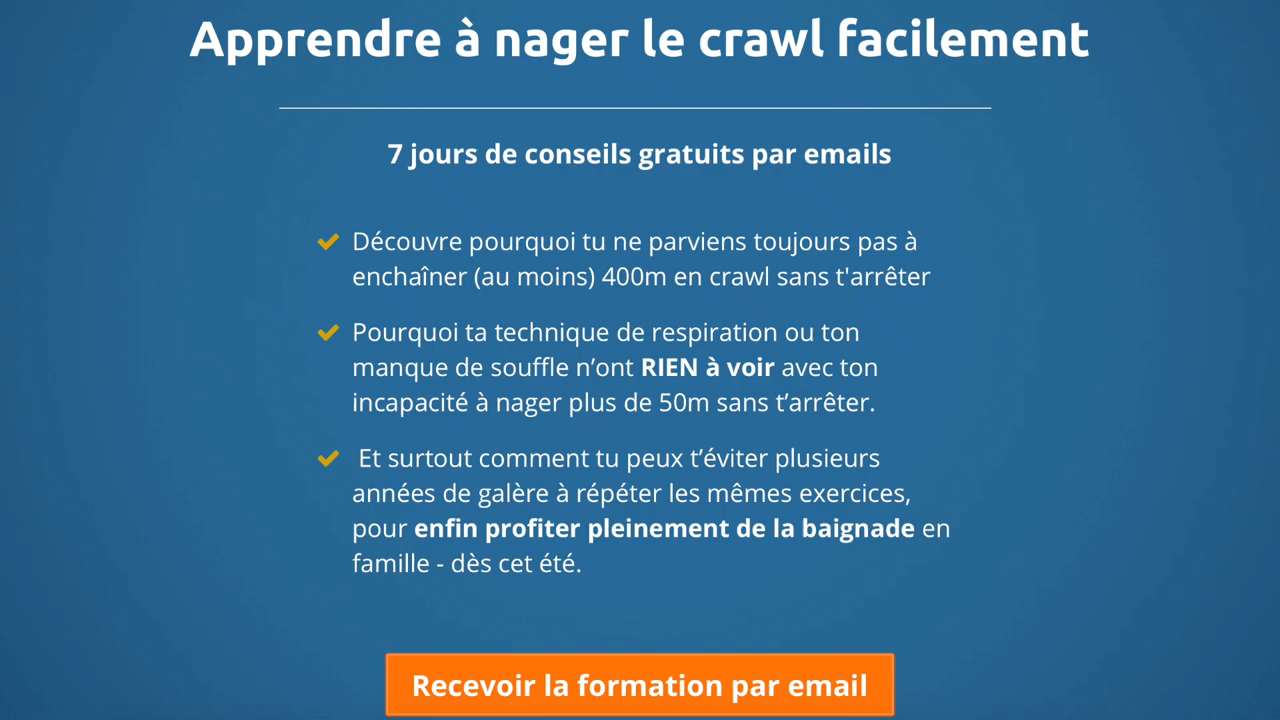 Apprendre à nager le crawl facilement
7 jours de conseils gratuits par emails
Découvre pourquoi tu ne parviens toujours pas à
enchaîner (au moins) 400m en crawl sans t'arrêter
Pourquoi ta technique de respiration ou ton
manque de souffle n’ont RIEN à voir avec ton
incapacité à nager plus de 50m sans t’arrêter.
Et surtout comment tu peux t’éviter plusieurs
années de galère à répéter les mêmes exercices,
pour enfin profiter pleinement de la baignade en
famille - dès cet été.
Recevoir la formation par email